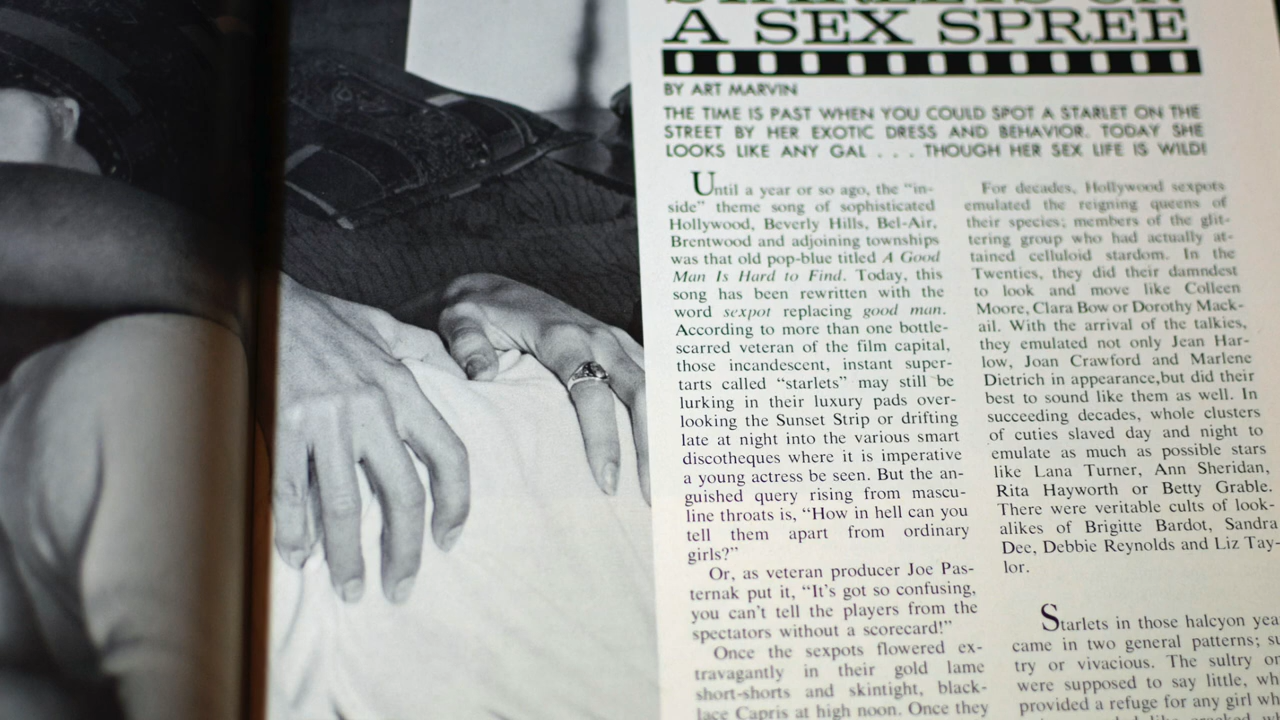 A SEX SPREE
BY ART MARVIN
THE TIME IS PAST WHEN YOU COULD SPOT A STARLET ON THE
STREET BY HER EXOTIC DRESS AND BEHAVIOR. TODAY SHE
LOOKS LIKE ANY GAL . . . THOUGH HER SEX LIFE IS WILD!
Until a year or so ago, the “in-
side” theme song of sophisticated
Hollywood, Beverly Hills, Bel-Air,
Brentwood and adjoining townships
was that old pop-blue titled A Good
Man Is Hard to Find. Today, this
song has been rewritten with the
word sexpot replacing good man.
According to more than one bottle-
scarred veteran of the film capital,
those incandescent, instant super-
tarts called “starlets” may still be
lurking in their luxury pads over-
looking the Sunset Strip or drifting
late at night into the various smart
discotheques where it is imperative
a young actress be seen. But the an-
guished query rising from mascu-
line throats is, “How in hell can you
tell them apart from ordinary
girls?”
Or, as veteran producer Joe Pas-
ternak put it, “It’s got so confusing,
you can’t tell the players from the
spectators without a scorecard!”
Once the sexpots flowered ex-
travagantly in their gold lame
short-shorts and skintight, black-
lace Capris at high noon. Once they
For decades, Hollywood sexpots
emulated the reigning queens of
their species; members of the glit-
tering group who had actually at-
tained celluloid stardom. In the
Twenties, they did their damndest
to look and move like Colleen
Moore, Clara Bow or Dorothy Mack-
ail. With the arrival of the talkies,
they emulated not only Jean Har-
low, Joan Crawford and Marlene
Dietrich in appearance,but did their
best to sound like them as well. In
succeeding decades, whole clusters
of cuties slaved day and night to
emulate as much as possible stars
like Lana Turner, Ann Sheridan,
Rita Hayworth or Betty Grable.
There were veritable cults of look-
alikes of Brigitte Bardot, Sandra
Dee, Debbie Reynolds and Liz Tay-
lor.
Starlets in those halcyon yea
came in two general patterns; su
try or vivacious. The sultry on
were supposed to say little, wh
provided a refuge for any girl wh